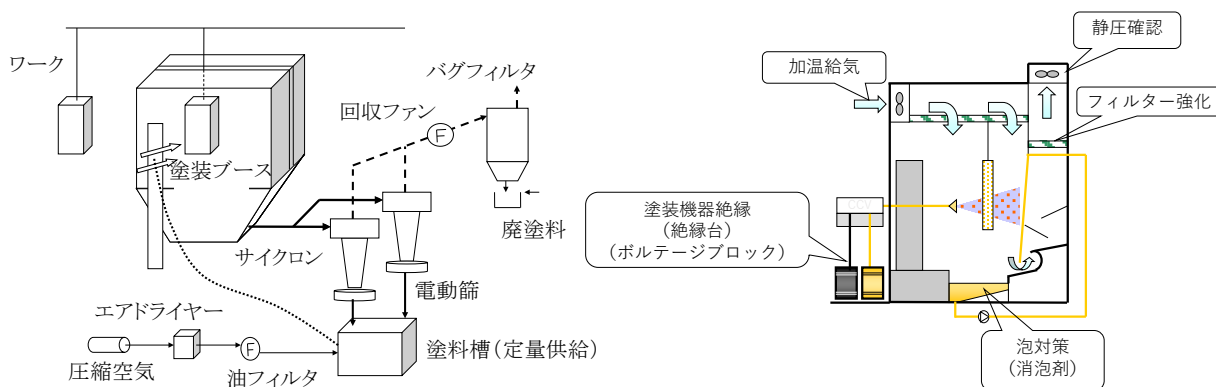 ワーク
塗装ブース
回収ファン
バグフィルタ
F
廃塗料
サイクロン
電動篩
エアドライヤー
圧縮空気
F
油フィルタ
塗料槽(定量供給)
加温給気
静圧確認
フィルター強化
塗装機器絶縁
(絶縁台)
(ボルテージブロック)
CCV
泡対策
(消泡剤)